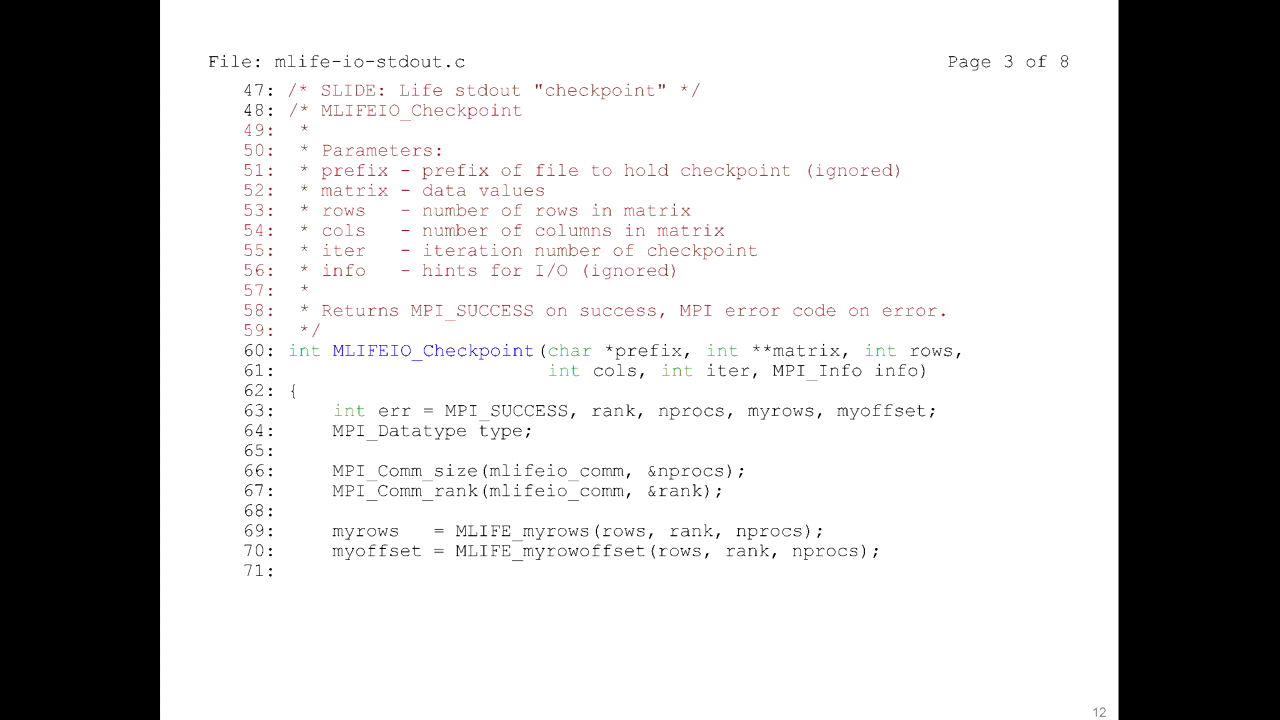 File: mlife-io-stdout.c Page 3 of 8
47: /* SLIDE: Life stdout "checkpoint" */
48: /* MLIFEIO_Checkpoint
49:  *
50:  * Parameters:
51:  * prefix - prefix of file to hold checkpoint (ignored)
52:  * matrix - data values
53:  * rows   - number of rows in matrix
54:  * cols   - number of columns in matrix
55:  * iter   - iteration number of checkpoint
56:  * info   - hints for I/O (ignored)
57:  *
58:  * Returns MPI_SUCCESS on success, MPI error code on error.
59:  */
60: int MLIFEIO_Checkpoint(char *prefix, int **matrix, int rows,
61:                        int cols, int iter, MPI_Info info)
62: {
63:     int err = MPI_SUCCESS, rank, nprocs, myrows, myoffset;
64:     MPI_Datatype type;
65:
66:     MPI_Comm_size(mlifeio_comm, &nprocs);
67:     MPI_Comm_rank(mlifeio_comm, &rank);
68:
69:     myrows   = MLIFE_myrows(rows, rank, nprocs);
70:     myoffset = MLIFE_myrowoffset(rows, rank, nprocs);
71:
12